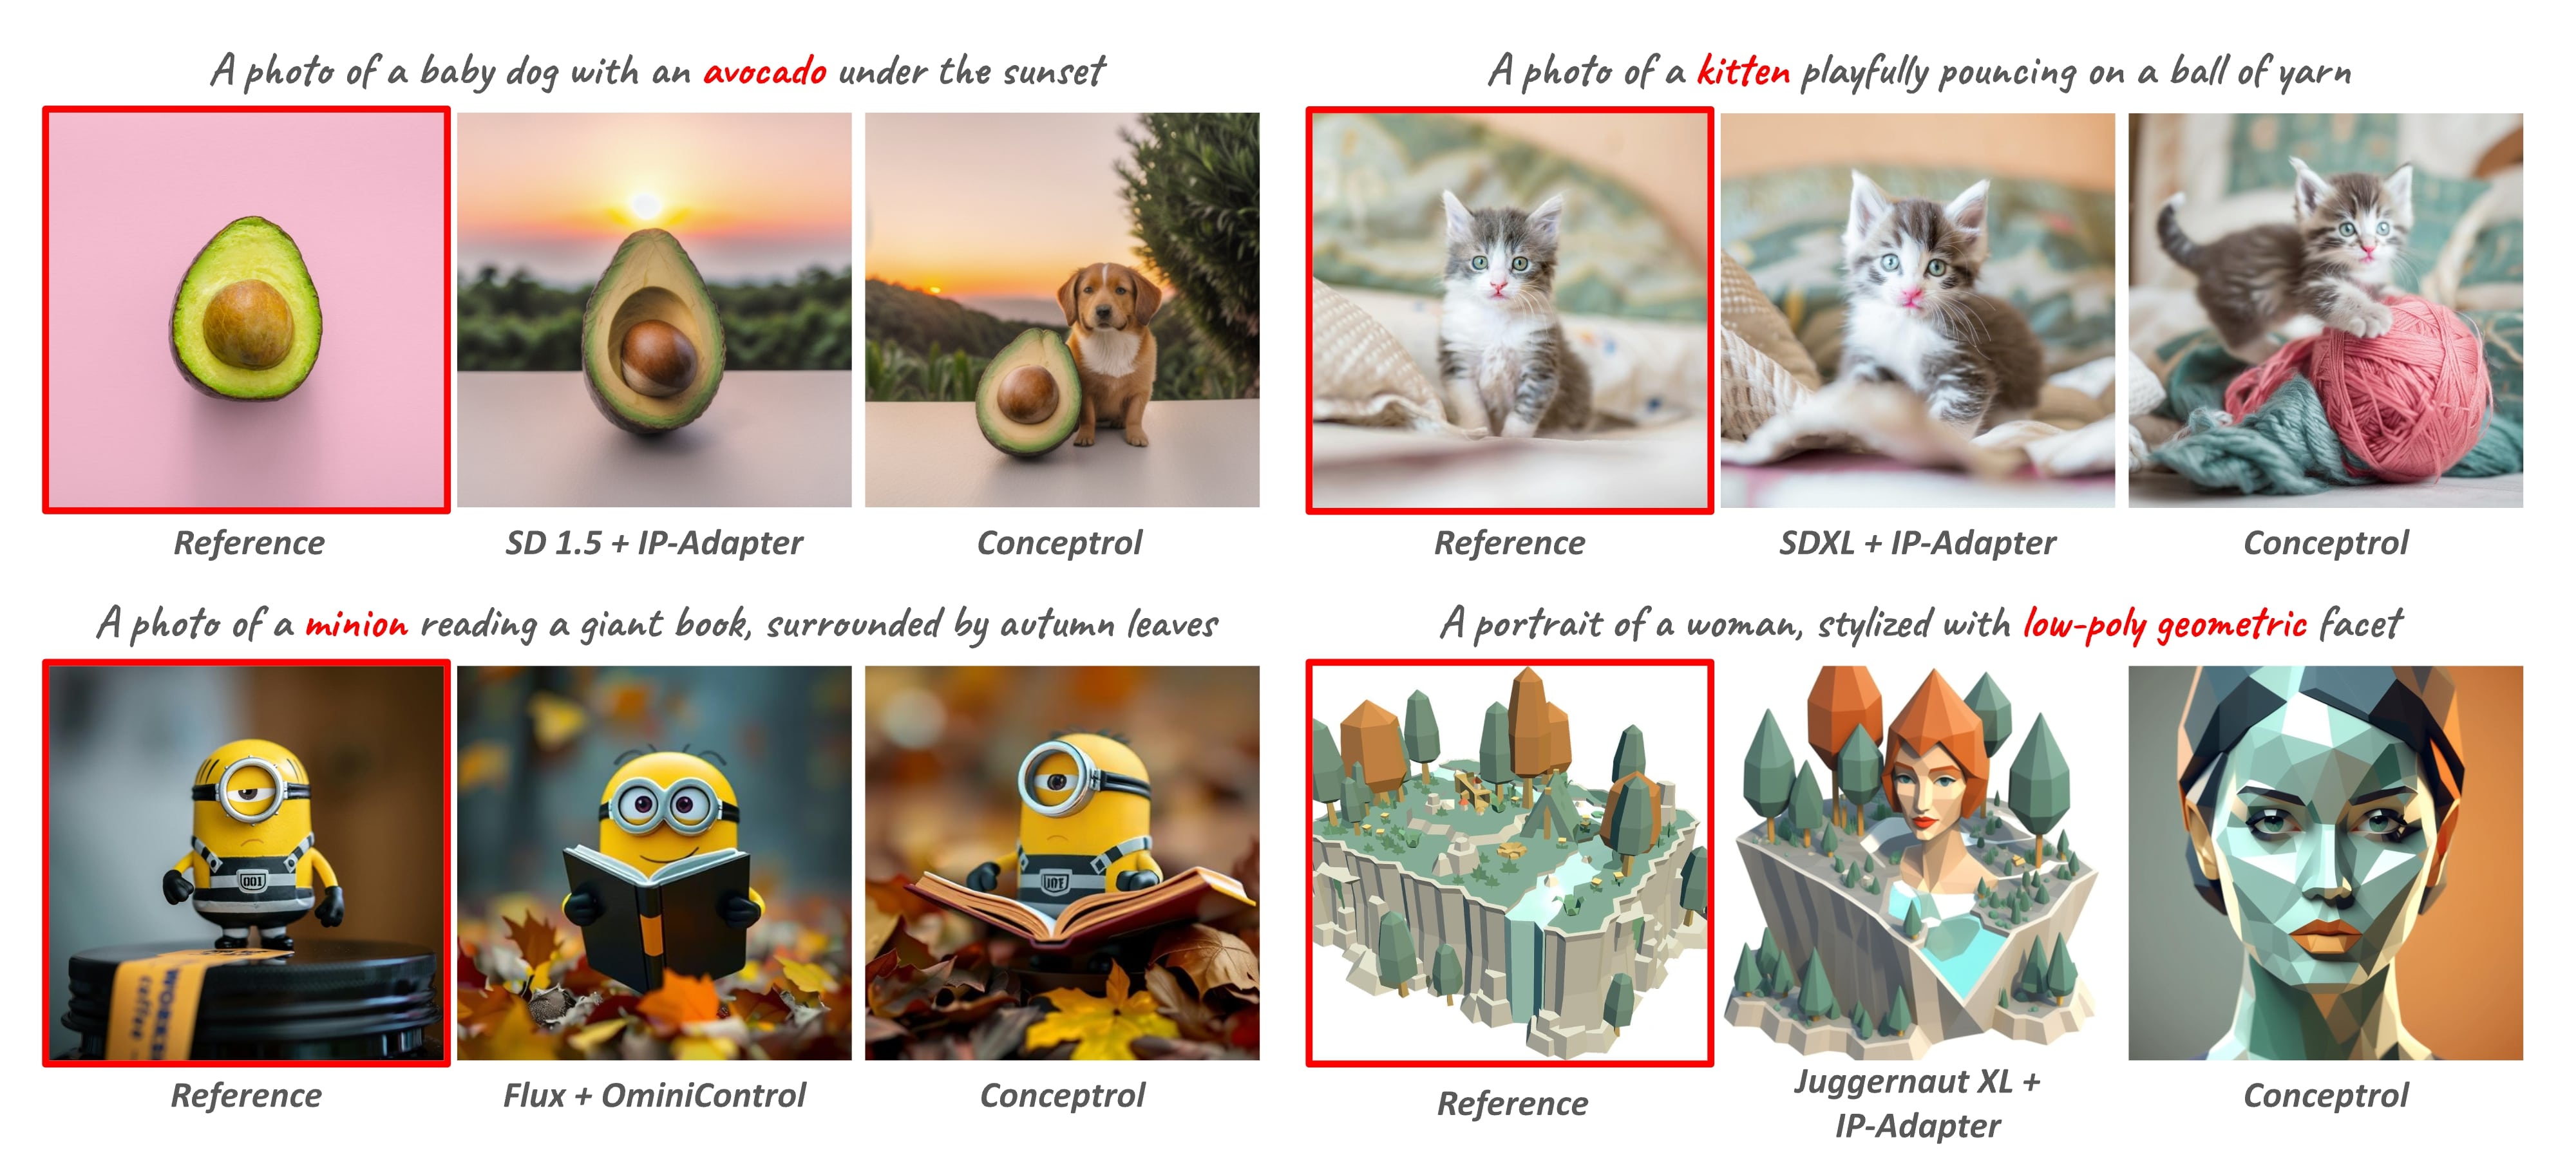 A photo of a baby dog with an avocado under the sunset
A photo of a kitten playfully pouncing on a ball of yarn
Reference
SD 1.5 + IP-Adapter
Conceptrol
Reference
SDXL + IP-Adapter
Conceptrol
A photo of a minion reading a giant book, surrounded by autumn leaves
A portrait of a woman, stylized with low-poly geometric facet
001
WORKER
coffee
Reference
Flux + OminiControl
Conceptrol
Reference
Juggernaut XL +
IP-Adapter
Conceptrol